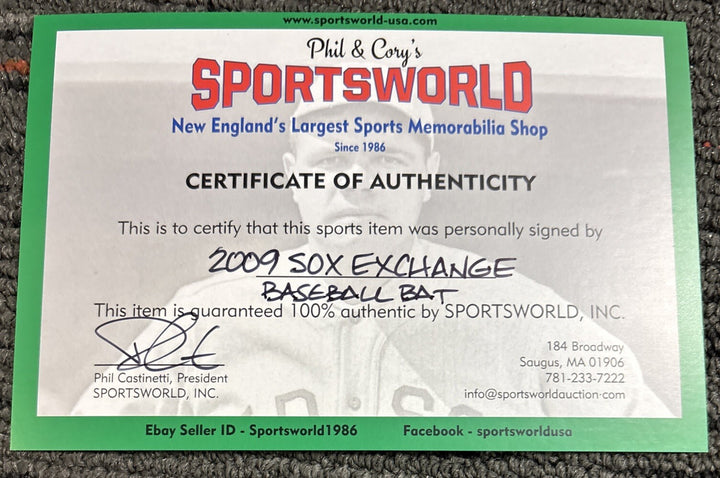 www.sportsworld-usa.com
Phil & Cory's
SPORTSWORLD
New England's Largest Sports Memorabilia Shop
Since 1986
CERTIFICATE OF AUTHENTICITY
This is to certify that this sports item was personally signed by
2009 SOX EXCHANGE
BASEBALL BAT
This item is guaranteed 100% authentic by SPORTSWORLD, INC.
Phil Castinetti, President
SPORTSWORLD, INC.
184 Broadway
Saugus, MA 01906
781-233-7222
info@sportsworldauction.com
Ebay Seller ID - Sportsworld1986 Facebook - sportsworldusa